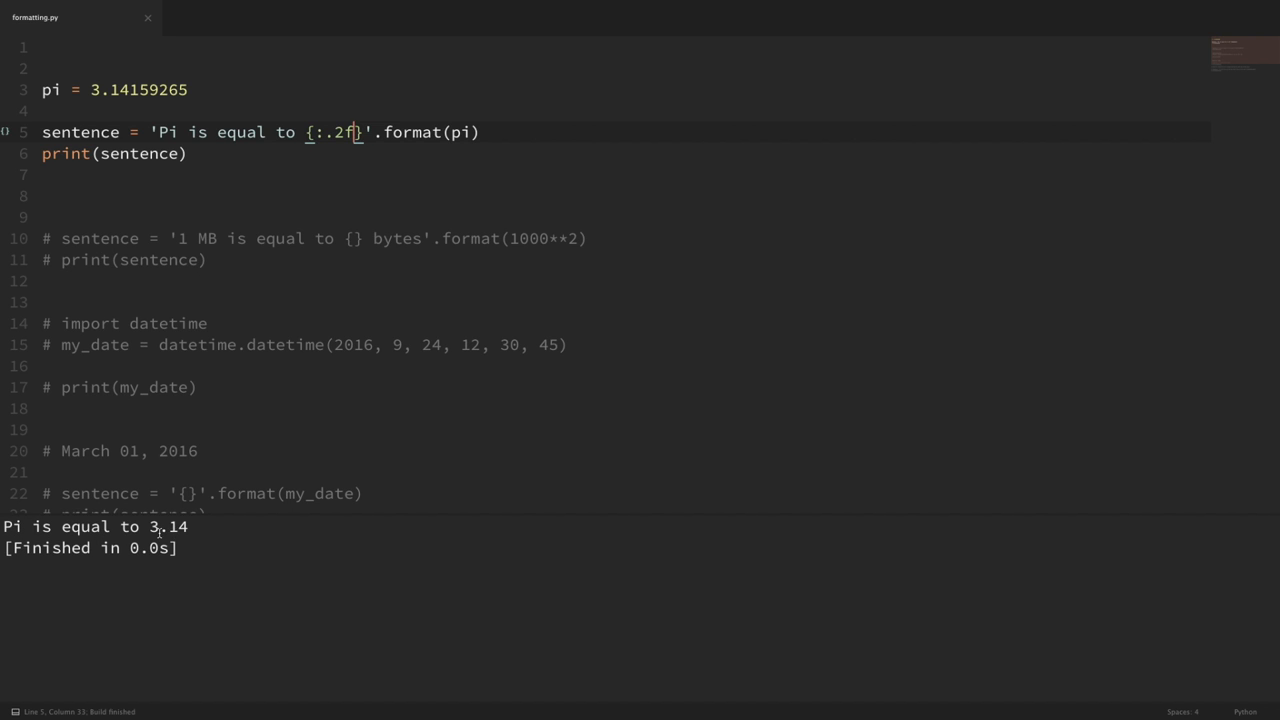 formatting.py
1
2
3 pi = 3.14159265
4
{} 5 sentence = 'Pi is equal to {:.2f}'.format(pi)
6 print(sentence)
7
8
9
10 # sentence = '1 MB is equal to {} bytes'.format(1000**2)
11 # print(sentence)
12
13
14 # import datetime
15 # my_date = datetime.datetime(2016, 9, 24, 12, 30, 45)
16
17 # print(my_date)
18
19
20 # March 01, 2016
21
22 # sentence = '{}'.format(my_date)
23 # print(sentence)
Pi is equal to 3.14
[Finished in 0.0s]
Line 5, Column 33; Build finished
Spaces: 4
Python